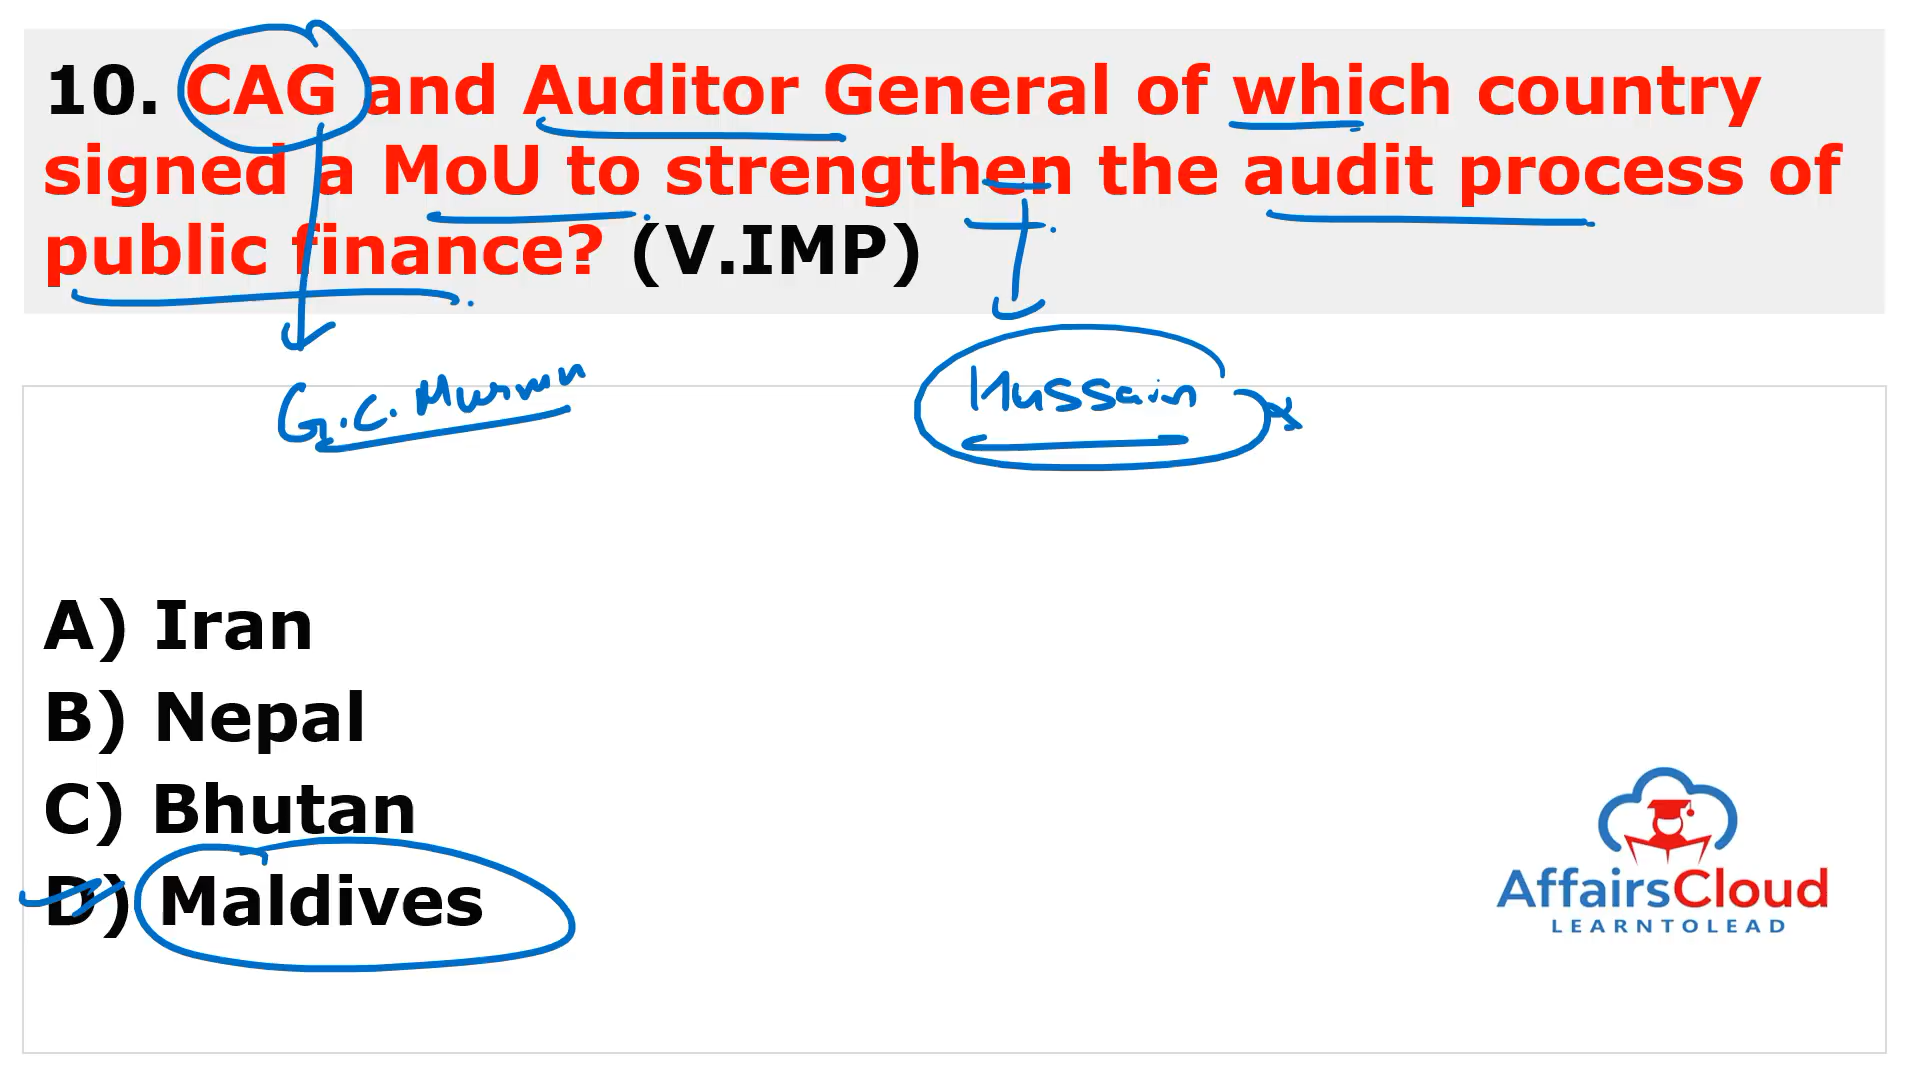 10. CAG and Auditor General of which country
signed a MoU to strengthen the audit process of
public finance? (V.IMP)
G.C. Murmu
Hussain
A) Iran
B) Nepal
C) Bhutan
D) Maldives
AffairsCloud
LEARNTOLEAD